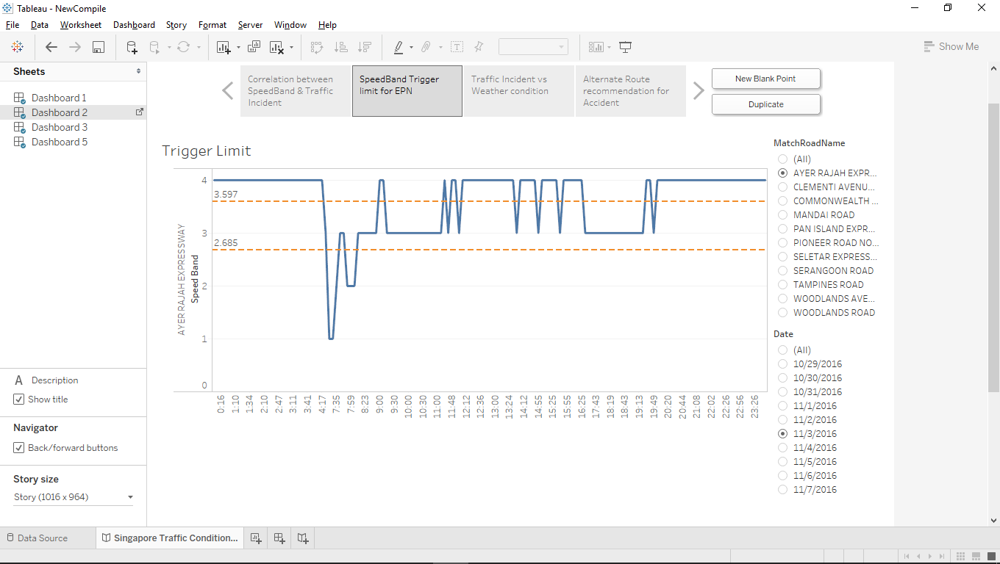 Tableau - NewCompile
File Data Worksheet Dashboard Story Format Server Window Help
Show Me
Sheets
Dashboard 1
Dashboard 2
Dashboard 3
Dashboard 5
Description
Show title
Navigator
Back/forward buttons
Story size
Story (1016 x 964)
Correlation between
SpeedBand & Traffic
Incident
SpeedBand Trigger
limit for EPN
Traffic Incident vs
Weather condition
Alternate Route
recommendation for
Accident
New Blank Point
Duplicate
Trigger Limit
AYER RAJAH EXPRESSWAY
Speed Band
4
3
2
1
0
3.597
2.685
0:16
1:10
1:34
2:10
2:47
3:11
3:41
4:17
7:35
7:59
8:23
9:00
9:30
10:00
10:30
11:00
11:48
12:12
12:36
13:00
13:24
14:12
14:55
15:25
15:55
16:25
17:43
18:19
18:43
19:13
19:49
20:20
20:44
21:08
22:02
22:26
22:56
23:26
MatchRoadName
(All)
AYER RAJAH EXPR...
CLEMENTI AVENU...
COMMONWEALTH ...
MANDAI ROAD
PAN ISLAND EXPR...
PIONEER ROAD NO...
SELETAR EXPRESS...
SERANGOON ROAD
TAMPINES ROAD
WOODLANDS AVE...
WOODLANDS ROAD
Date
(All)
10/29/2016
10/30/2016
10/31/2016
11/1/2016
11/2/2016
11/3/2016
11/4/2016
11/5/2016
11/6/2016
11/7/2016
Data Source
Singapore Traffic Condition...